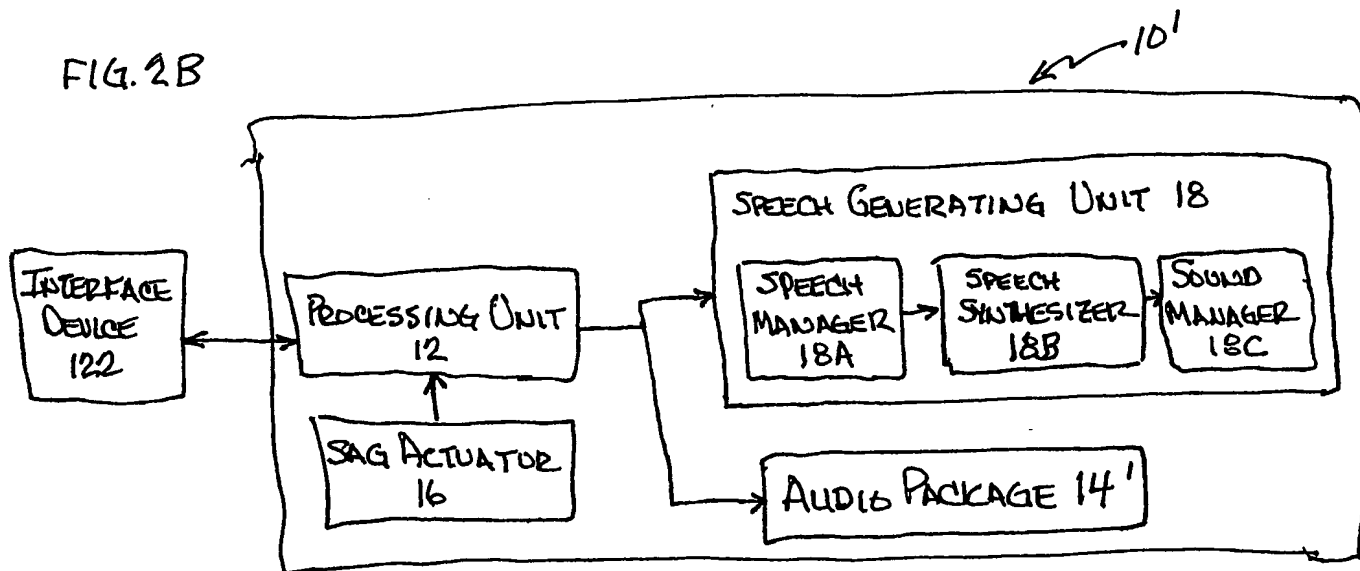 FIG. 2B
10'
SPEECH GENERATING UNIT 18
INTERFACE
DEVICE
122
PROCESSING UNIT
12
SPEECH
MANAGER
18A
SPEECH
SYNTHESIZER
18B
SOUND
MANAGER
18C
SAG ACTUATOR
16
AUDIO PACKAGE 14'